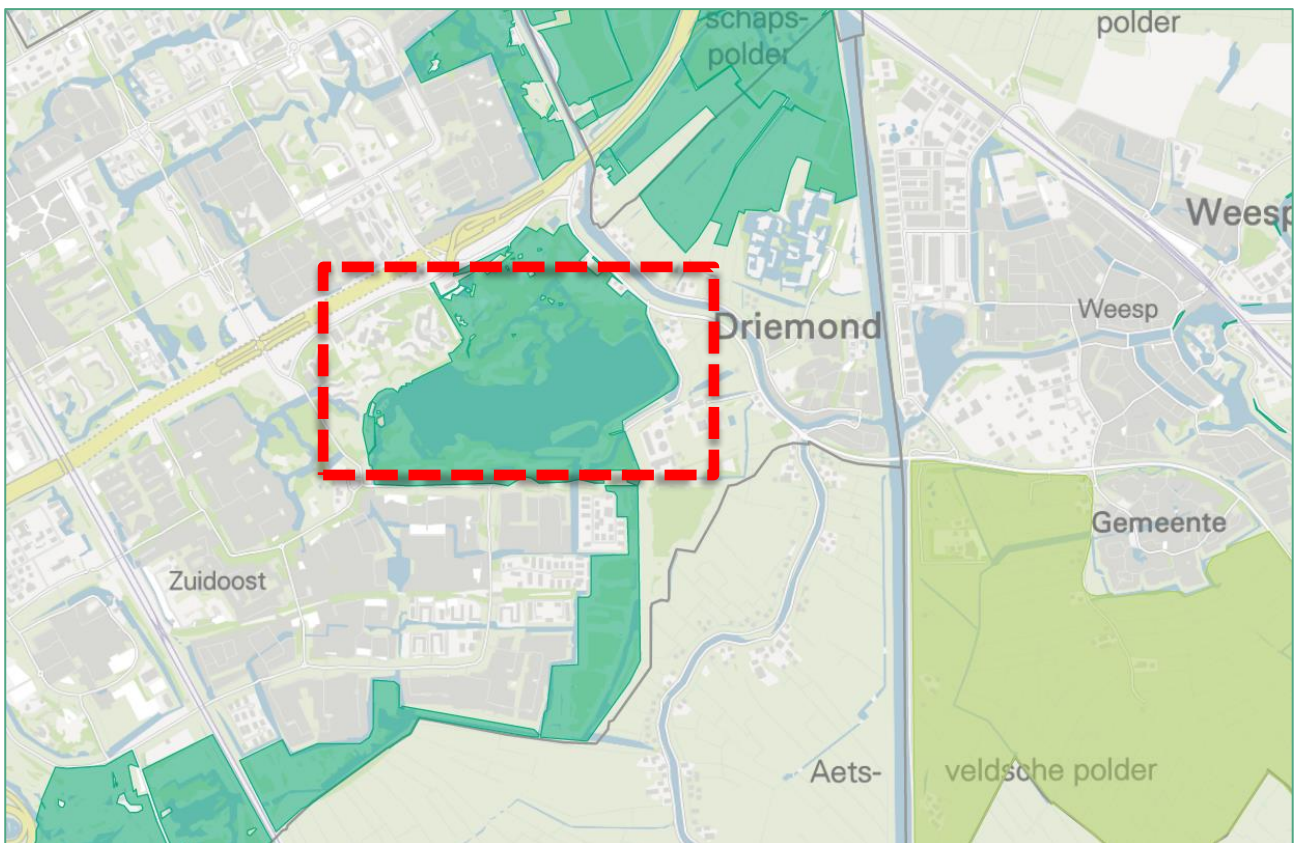 schaps-
polder
polder
Weesp
Weesp
Driemond
Gemeente
Zuidoost
Aets-
veldsche polder